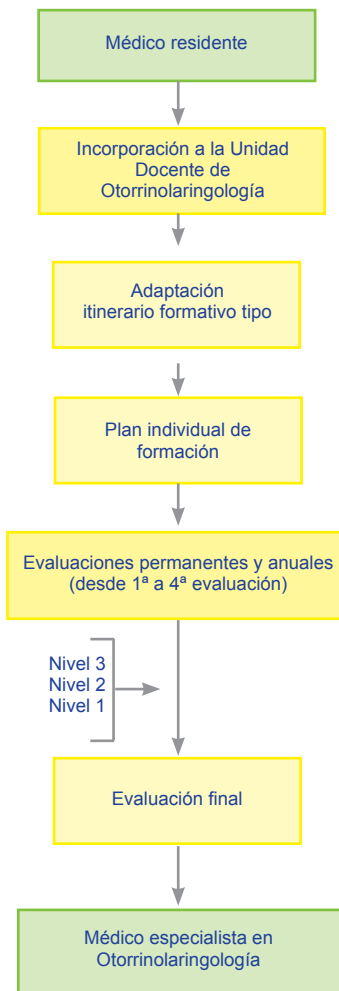 Médico residente
Incorporación a la Unidad
Docente de
Otorrinolaringología
Adaptación
itinerario formativo tipo
Plan individual de
formación
Evaluaciones permanentes y anuales
(desde 1ª a 4ª evaluación)
Nivel 3
Nivel 2
Nivel 1
Evaluación final
Médico especialista en
Otorrinolaringología